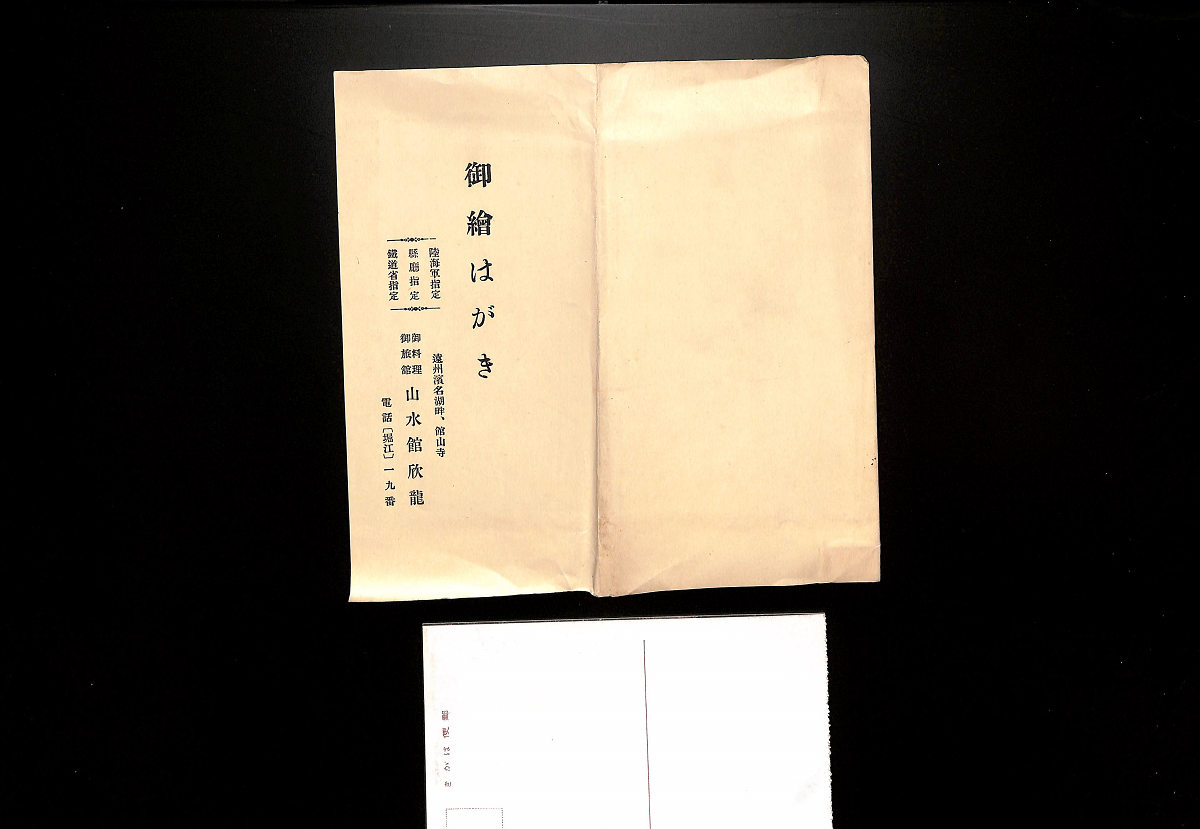 御繪はがき
陸海軍指定
縣廳指定
鐵道省指定
遠州濱名湖畔、館山寺
御料理
御旅館
山水館欣龍
電話〔堀江〕一九番